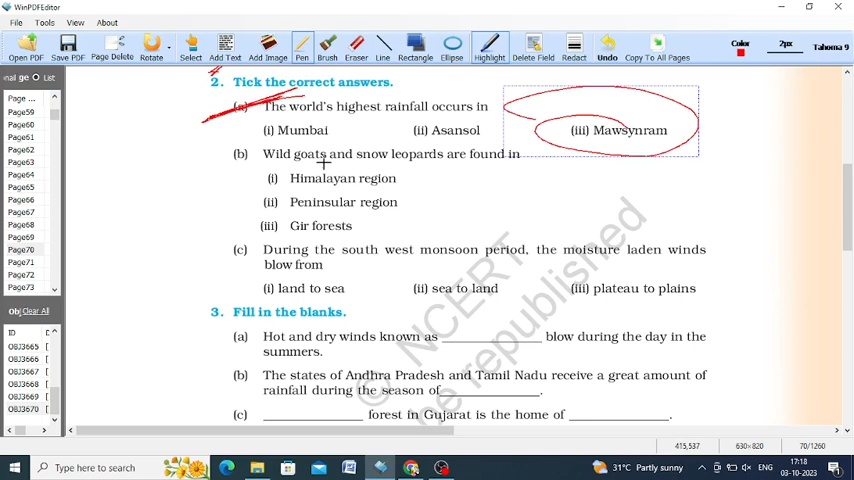 WinPDFEditor
File Image View About
Open PDF Save PDF Page Delete Rotate Select Add Text Add Image Pen Brush Eraser Line Rectangle Ellipse Highlight Delete Field Redact Undo Copy To All Pages Color 2px Tahoma 9
ge List
Page...
Page59
Page60
Page61
Page62
Page63
Page64
Page65
Page66
Page67
Page68
Page69
Page70
Page71
Page72
Page73
Obj Clear All
ID
OBJ3665 [
OBJ3666 [
OBJ3667 [
OBJ3668 [
OBJ3669 [
OBJ3670 [
2. Tick the correct answers.
(a) The world's highest rainfall occurs in
(i) Mumbai (ii) Asansol (iii) Mawsynram
(b) Wild goats and snow leopards are found in
(i) Himalayan region
(ii) Peninsular region
(iii) Gir forests
(c) During the south west monsoon period, the moisture laden winds
blow from
(i) land to sea (ii) sea to land (iii) plateau to plains
3. Fill in the blanks.
(a) Hot and dry winds known as ______________ blow during the day in the
summers.
(b) The states of Andhra Pradesh and Tamil Nadu receive a great amount of
rainfall during the season of______________.
(c) ______________ forest in Gujarat is the home of ______________.
© NCERT
be republished
415,537 630×820 70/1260
Type here to search
31°C Partly sunny
ENG
17:18
03-10-2023